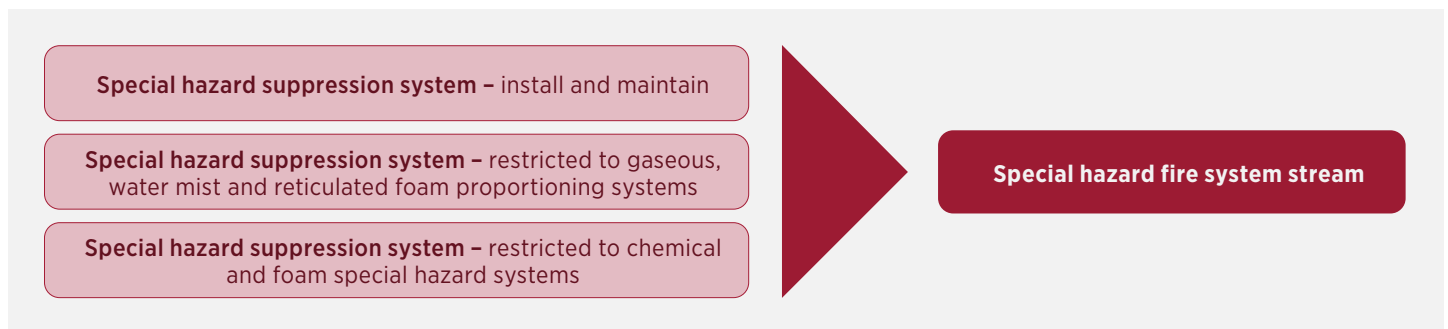 Special hazard suppression system – install and maintain
Special hazard suppression system – restricted to gaseous,
water mist and reticulated foam proportioning systems
Special hazard suppression system – restricted to chemical
and foam special hazard systems
Special hazard fire system stream